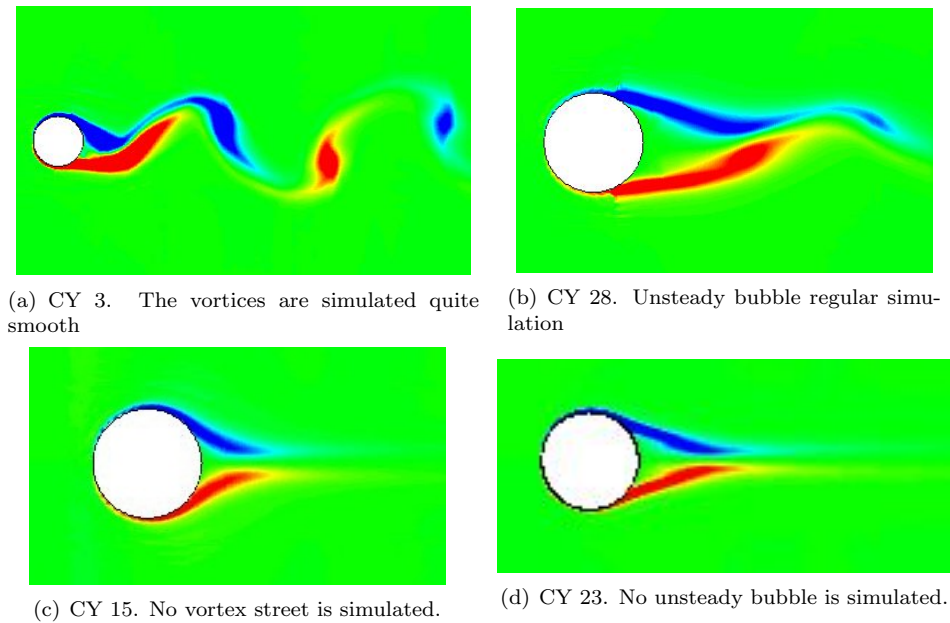 (a) CY 3. The vortices are simulated quite
smooth
(b) CY 28. Unsteady bubble regular simu-
lation
(c) CY 15. No vortex street is simulated.
(d) CY 23. No unsteady bubble is simulated.